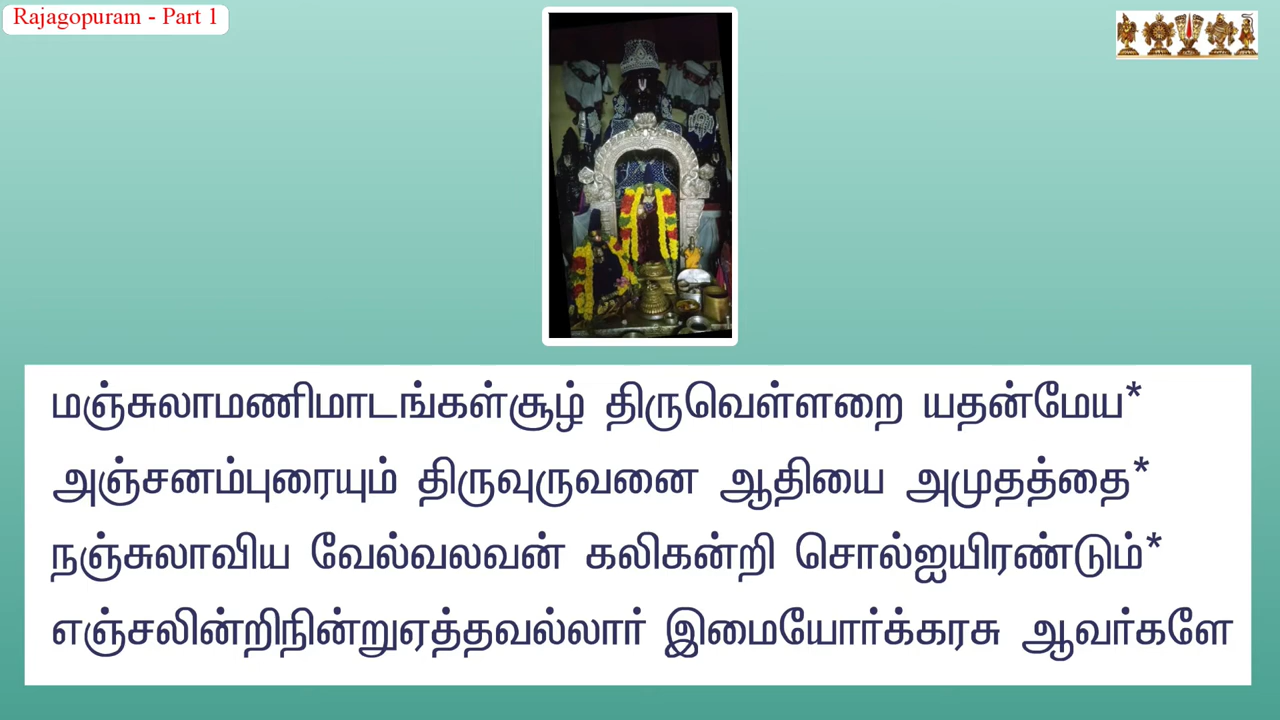 Rajagopuram - Part 1
மஞ்சுலாமணிமாடங்கள்சூழ் திருவெள்ளறை யதன்மேய*
அஞ்சனம்புரையும் திருவுருவனை ஆதியை அமுதத்தை*
நஞ்சுலாவிய வேல்வலவன் கலிகன்றி சொல்ஐயிரண்டும்*
எஞ்சலின்றிநின்றுஏத்தவல்லார் இமையோர்க்கரசு ஆவர்களே